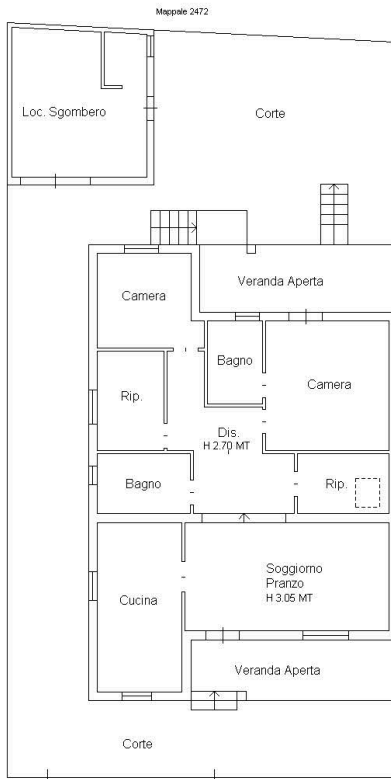 Mappale 2472
Loc. Sgombero
Corte
Veranda Aperta
Camera
Bagno
Camera
Rip.
Dis.
H 2.70 MT
Bagno
Rip.
Soggiorno
Pranzo
H 3.05 MT
Cucina
Veranda Aperta
Corte